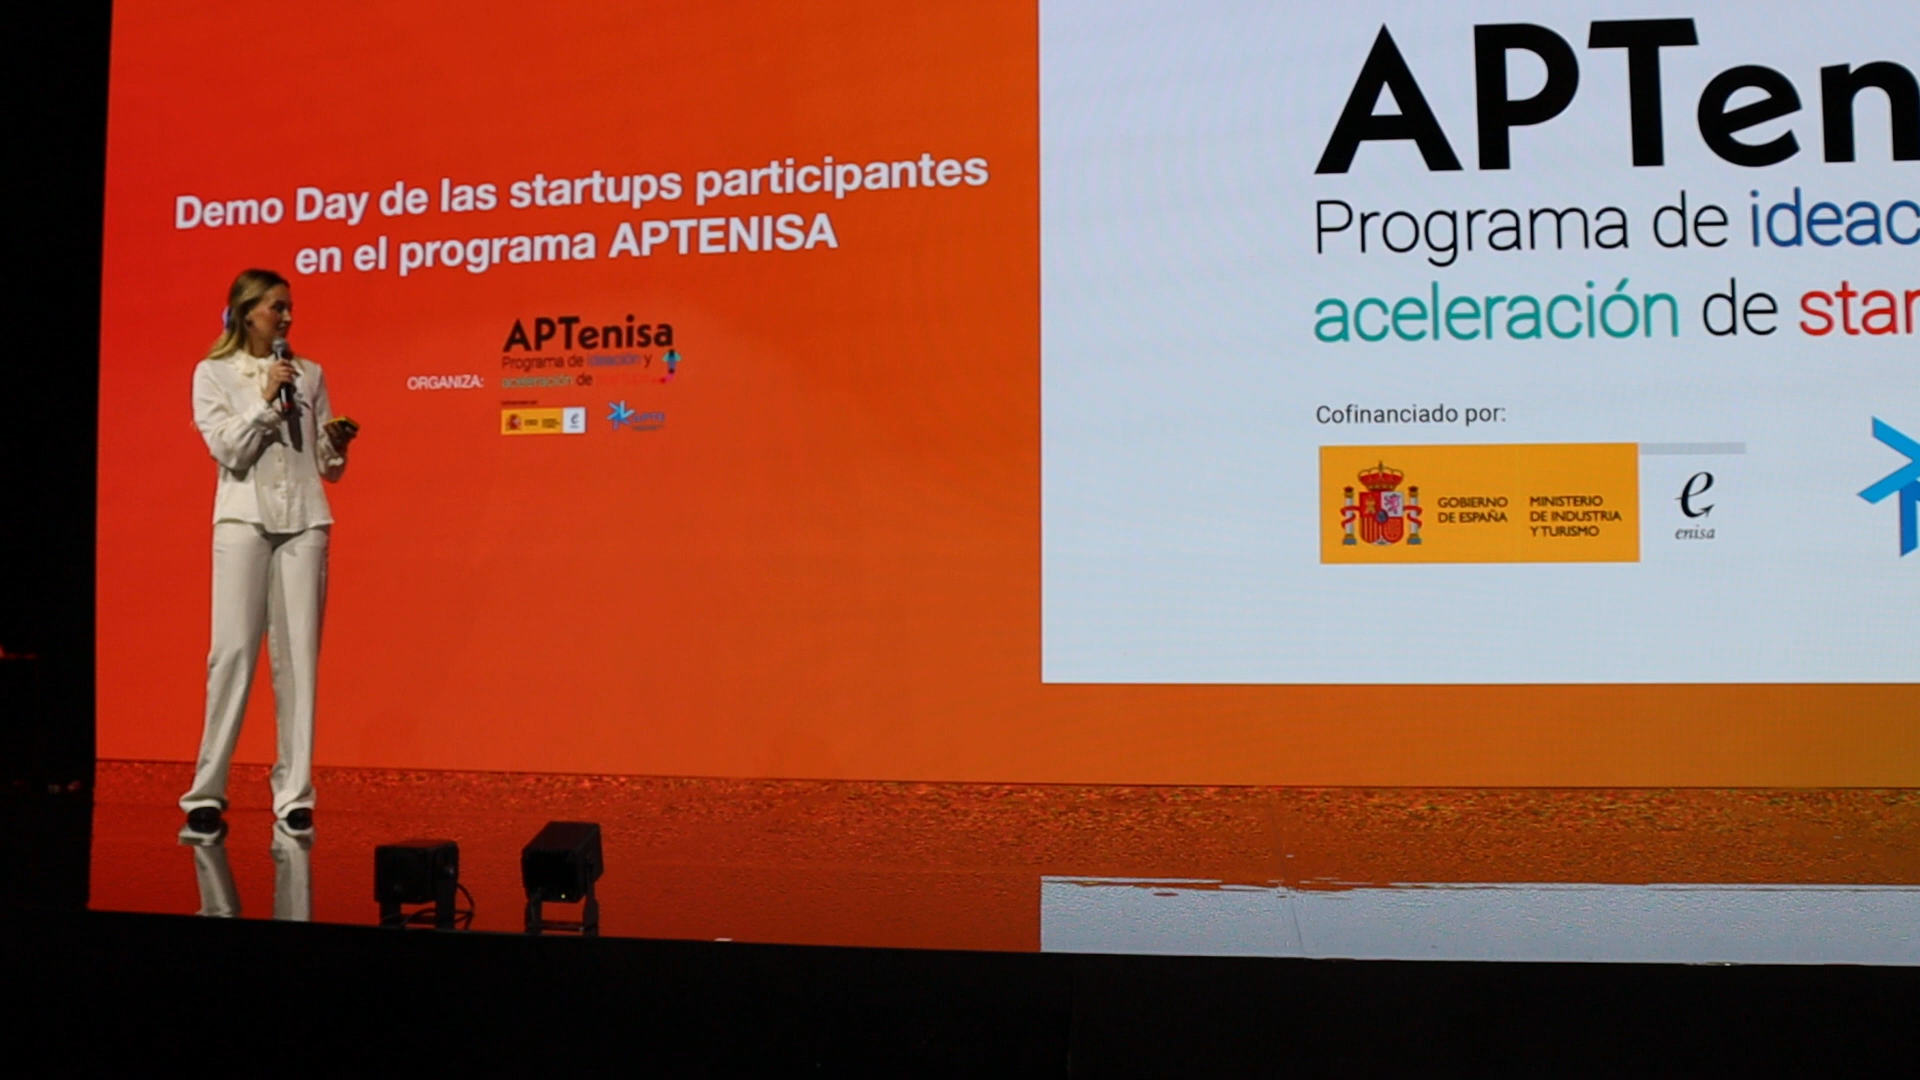 Demo Day de las startups participantes
en el programa APTENISA
ORGANIZA:
APTenisa
Programa de ideación y
aceleración de
APTen
Programa de ideac
aceleración de star
Cofinanciado por:
GOBIERNO
DE ESPAÑA
MINISTERIO
DE INDUSTRIA
Y TURISMO
e
enisa